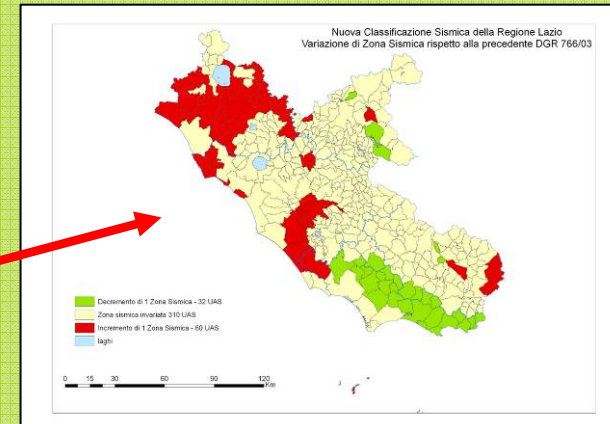 Nuova Classificazione Sismica della Regione Lazio
Variazione di Zona Sismica rispetto alla precedente DGR 766/03
Decremento di 1 Zona Sismica - 32 UAS
Zona sismica invariata 310 UAS
Incremento di 1 Zona Sismica - 60 UAS
laghi
0 15 30 60 90 120
Km